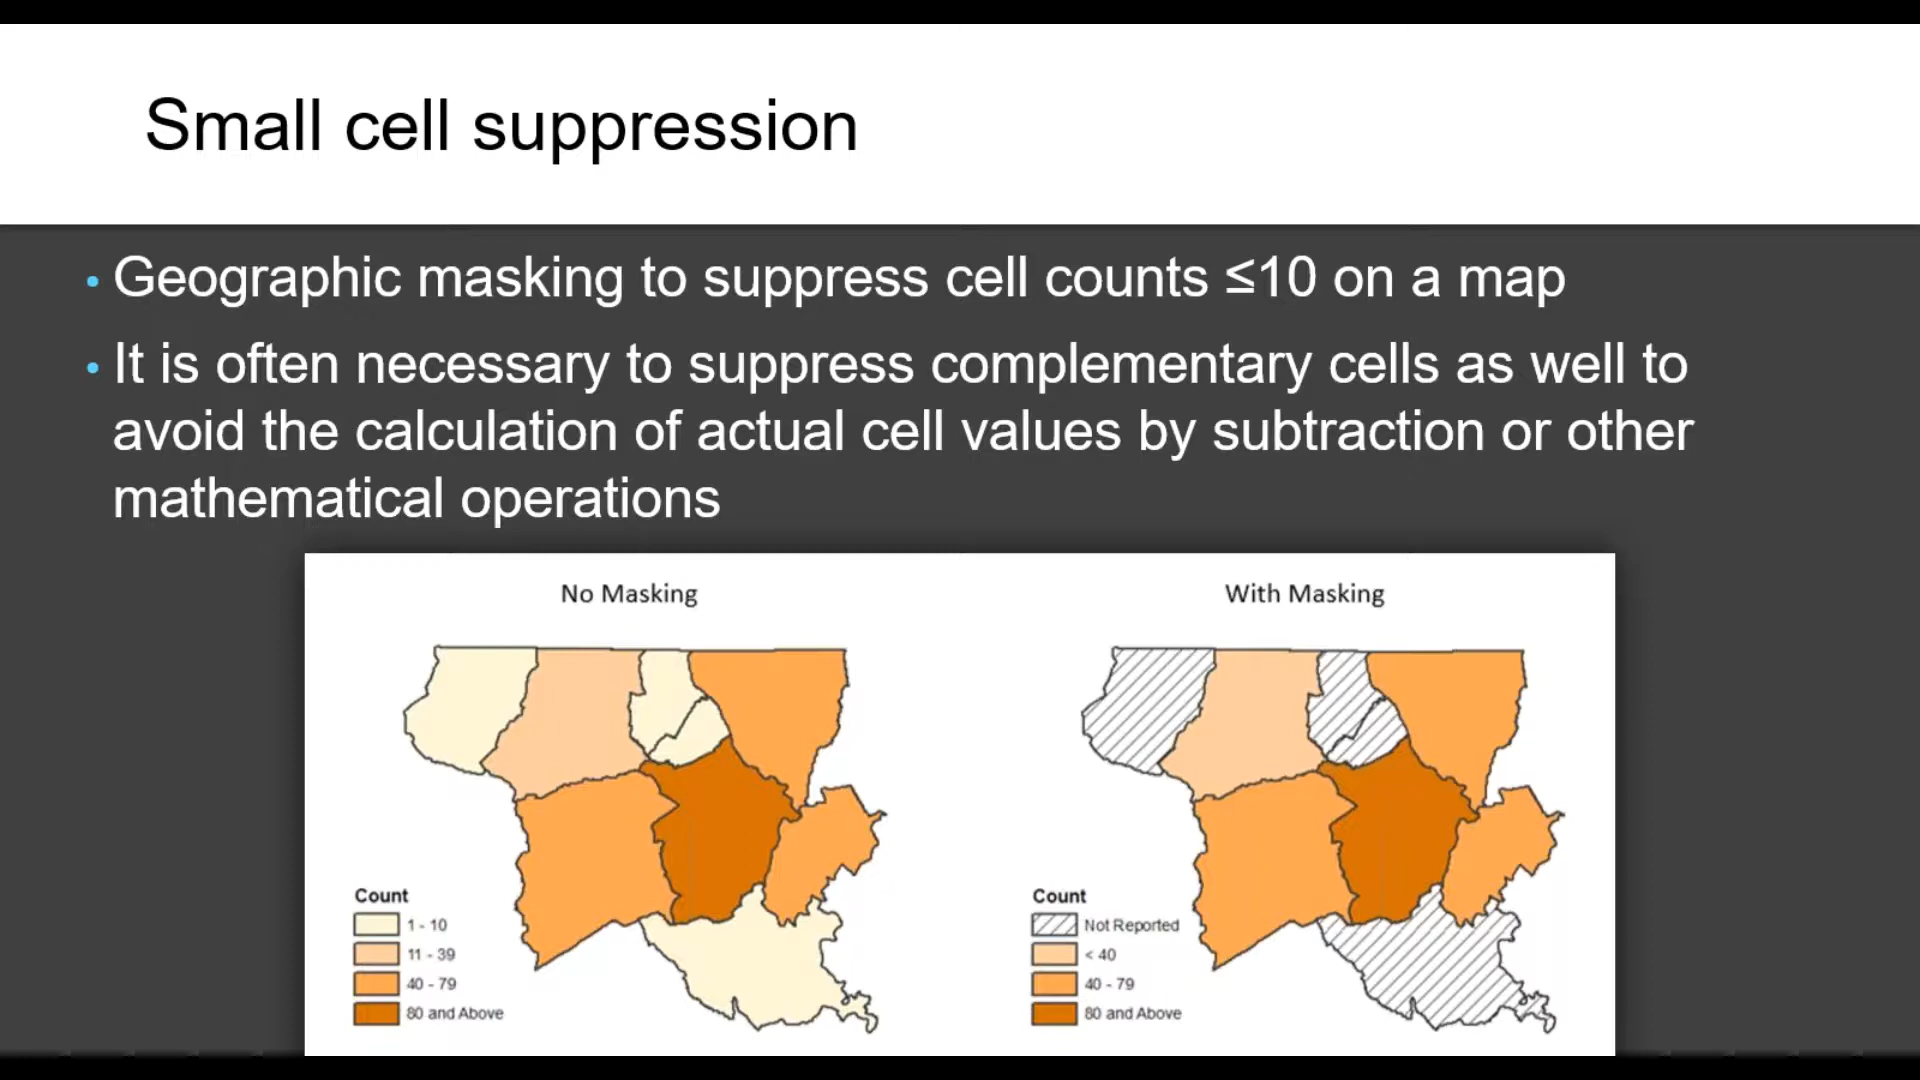 Small cell suppression
• Geographic masking to suppress cell counts ≤10 on a map
• It is often necessary to suppress complementary cells as well to
avoid the calculation of actual cell values by subtraction or other
mathematical operations
No Masking
Count
1 - 10
11 - 39
40 - 79
80 and Above
With Masking
Count
Not Reported
< 40
40 - 79
80 and Above